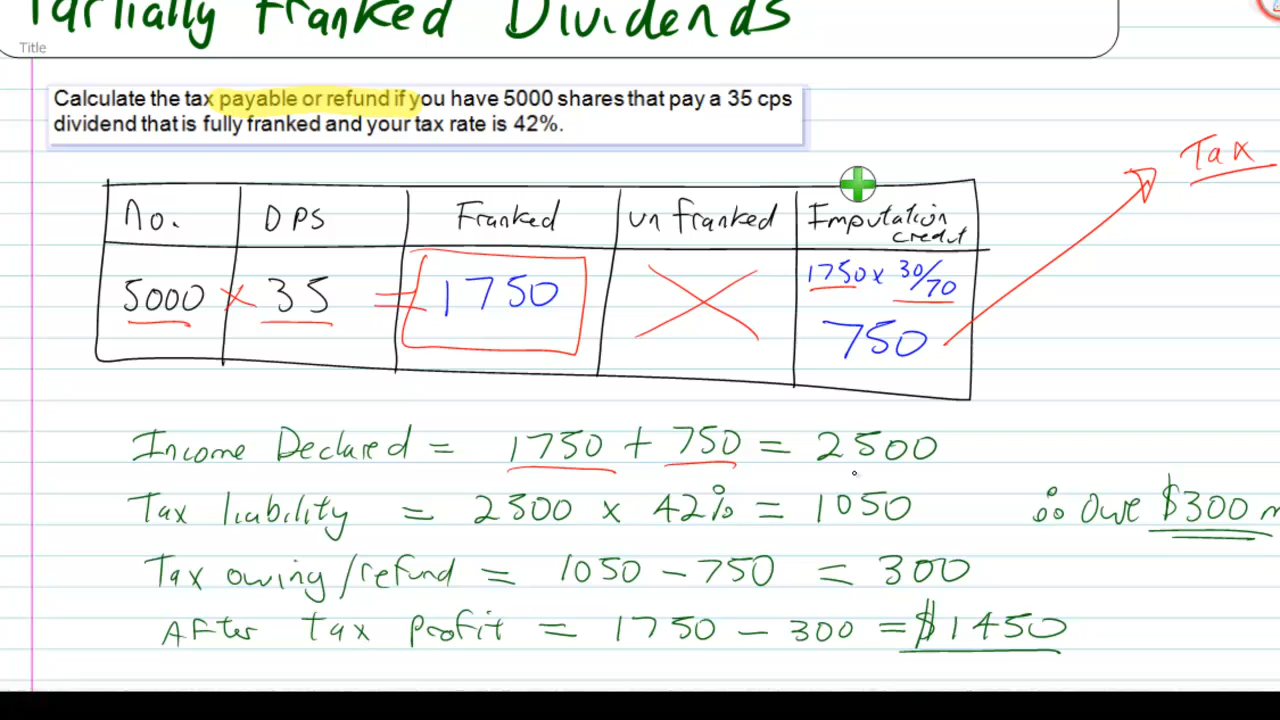 Partially Franked Dividends
Title
Calculate the tax payable or refund if you have 5000 shares that pay a 35 cps
dividend that is fully franked and your tax rate is 42%.
Tax
No. DPS Franked unfranked Imputation credit
5000 x 35 = 1750 1750 x 30/70
750
Income Declared = 1750 + 750 = 2500
Tax liability = 2500 x 42% = 1050 ∴ Owe $300
Tax owing/refund = 1050 - 750 = 300
After tax profit = 1750 - 300 = $1450